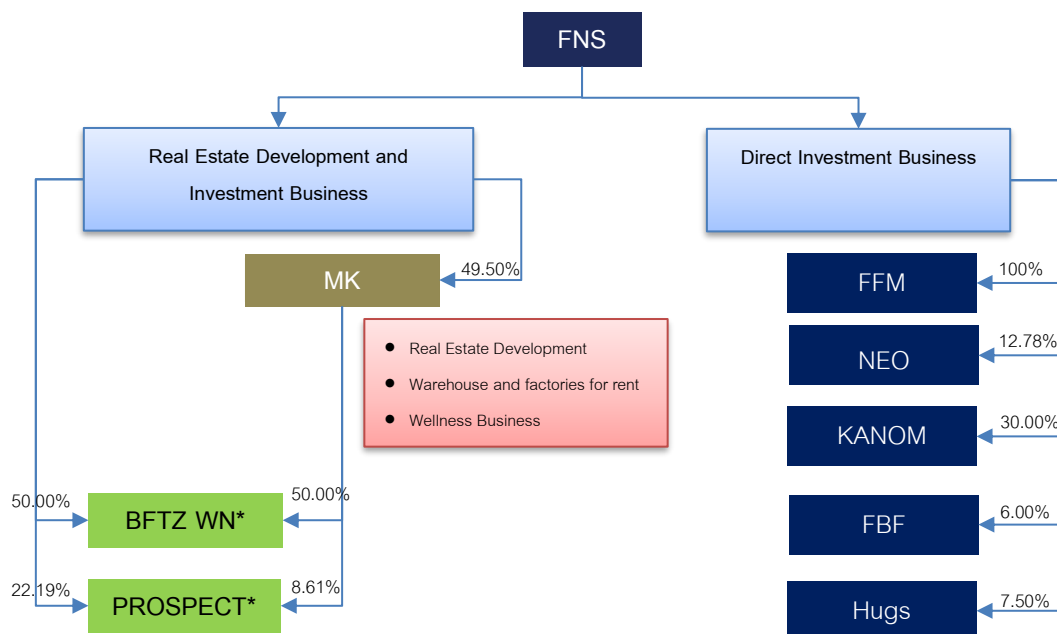 FNS
Real Estate Development and
Investment Business
Direct Investment Business
MK
49.50%
● Real Estate Development
● Warehouse and factories for rent
● Wellness Business
50.00%
BFTZ WN*
50.00%
22.19%
PROSPECT*
8.61%
FFM
100%
NEO
12.78%
KANOM
30.00%
FBF
6.00%
Hugs
7.50%